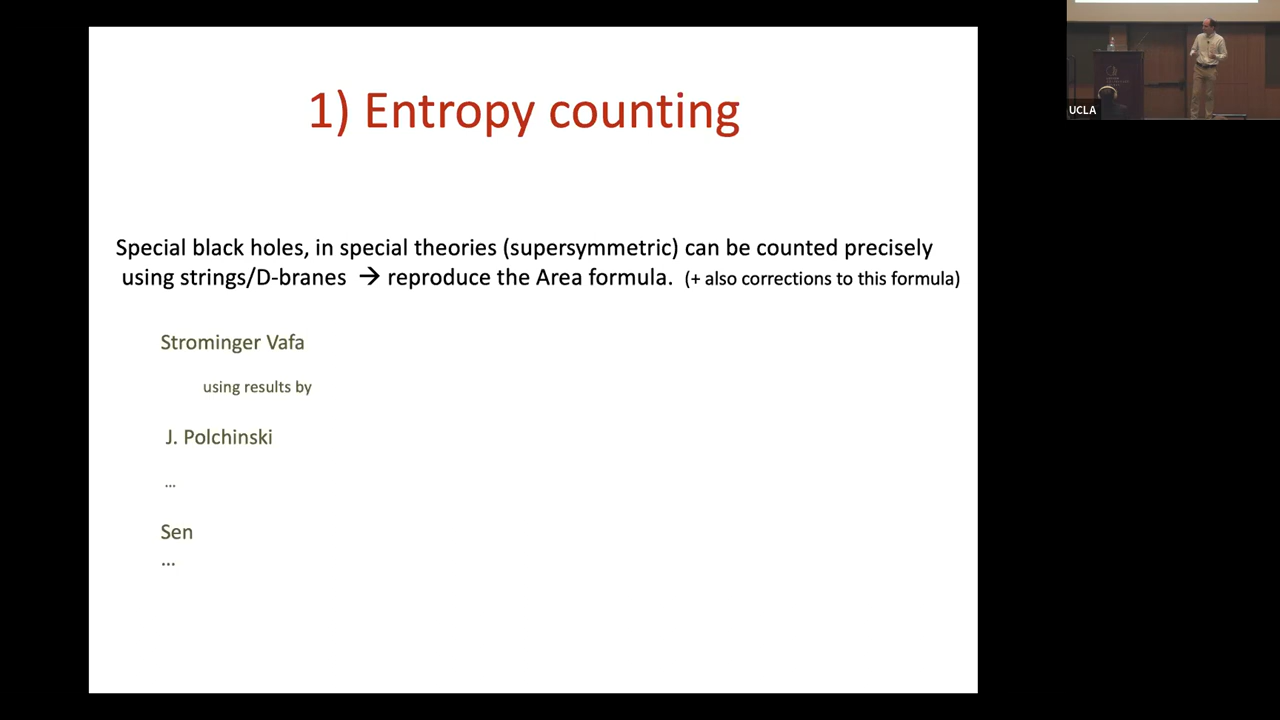 1) Entropy counting
Special black holes, in special theories (supersymmetric) can be counted precisely
using strings/D-branes → reproduce the Area formula. (+ also corrections to this formula)
Strominger Vafa
using results by
J. Polchinski
...
Sen
...
UCLA